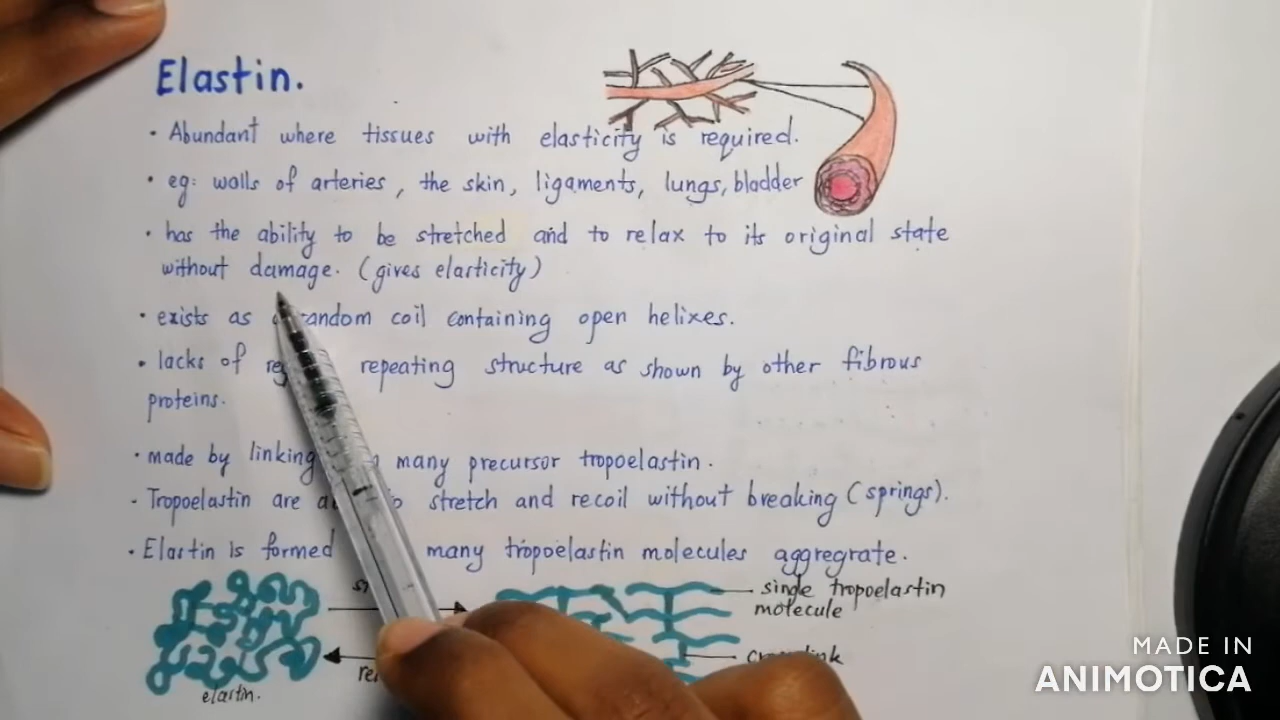 Elastin.
• Abundant where tissues with elasticity is required.
• eg: walls of arteries, the skin, ligaments, lungs, bladder
• has the ability to be stretched and to relax to its original state
without damage. (gives elasticity)
• exists as random coil containing open helixes.
• lacks of repeating structure as shown by other fibrous
proteins.
• made by linking many precursor tropoelastin.
• Tropoelastin are stretch and recoil without breaking (springs).
• Elastin is formed many tropoelastin molecules aggregrate.
single tropoelastin
molecule
link
elastin.
MADE IN
ANIMOTICA